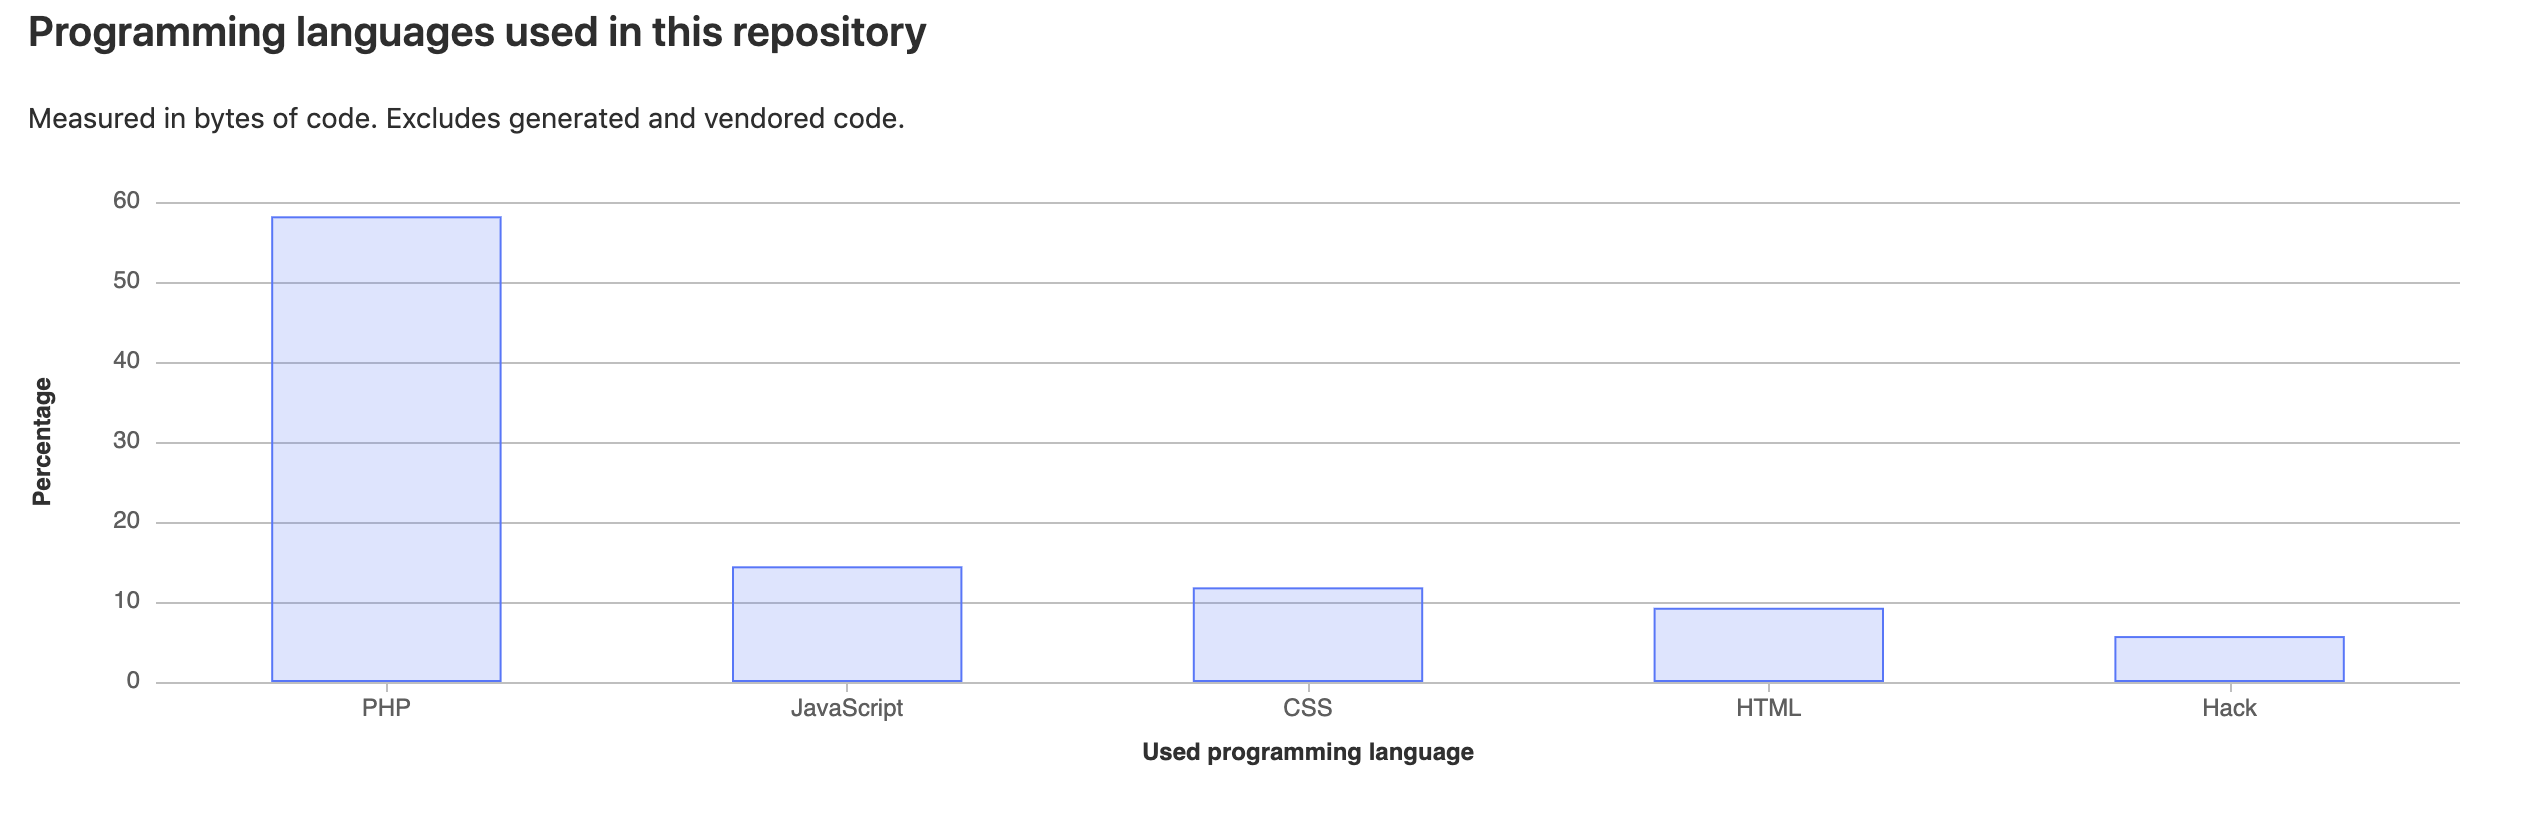 Programming languages used in this repository
Measured in bytes of code. Excludes generated and vendored code.
60
50
40
30
20
10
0
Percentage
PHP JavaScript CSS HTML Hack
Used programming language